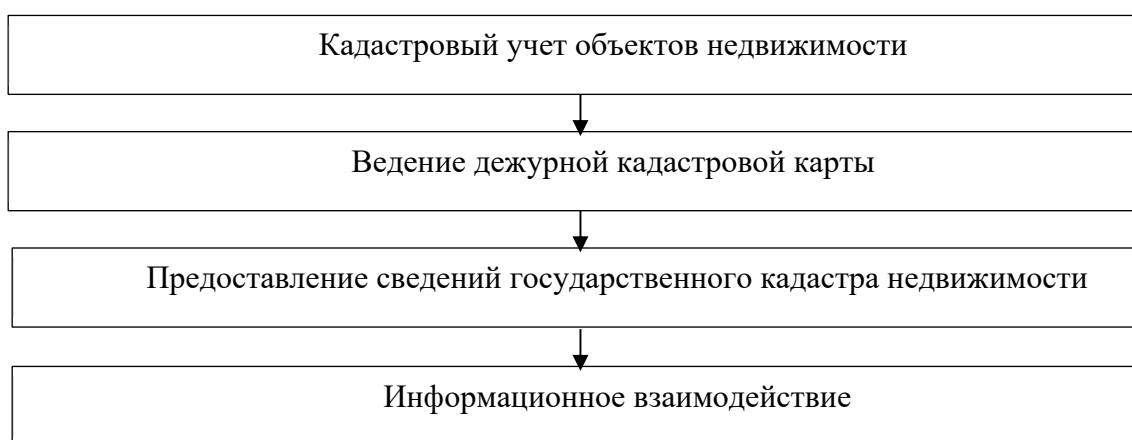 Кадастровый учет объектов недвижимости
Ведение дежурной кадастровой карты
Предоставление сведений государственного кадастра недвижимости
Информационное взаимодействие